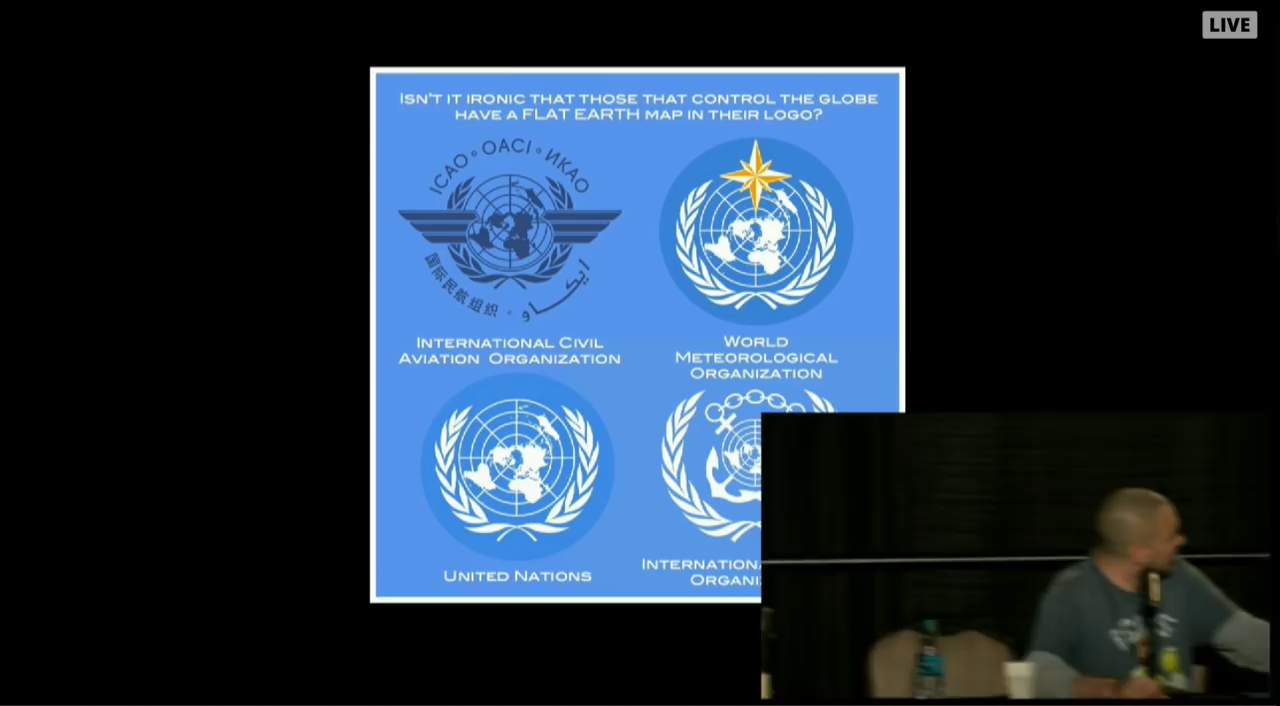 LIVE
ISN'T IT IRONIC THAT THOSE THAT CONTROL THE GLOBE
HAVE A FLAT EARTH MAP IN THEIR LOGO?
ICAO OACI ИКАО
国际民航组织
ايكاو
INTERNATIONAL CIVIL
AVIATION ORGANIZATION
WORLD
METEOROLOGICAL
ORGANIZATION
UNITED NATIONS